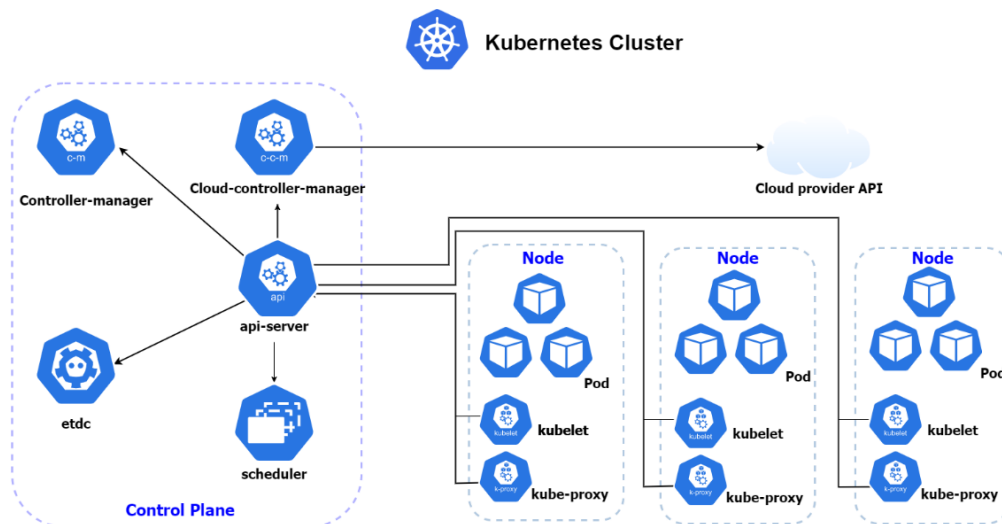 Kubernetes Cluster
c-m
Controller-manager
c-c-m
Cloud-controller-manager
Cloud provider API
api
api-server
etdc
scheduler
Control Plane
Node
Pod
kubelet
kubelet
k-proxy
kube-proxy
Node
Pod
kubelet
kubelet
k-proxy
kube-proxy
Node
Pod
kubelet
kubelet
k-proxy
kube-proxy